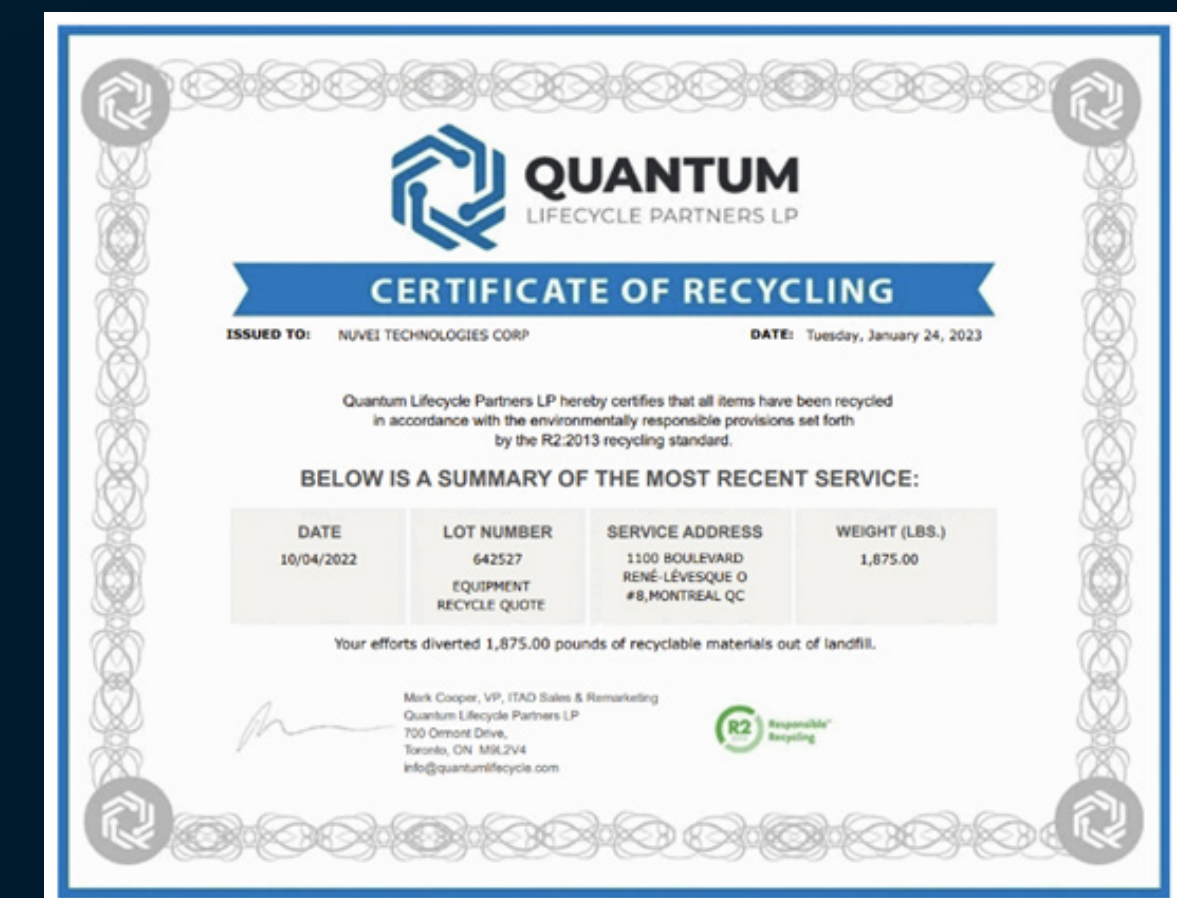 QUANTUM
LIFECYCLE PARTNERS LP
CERTIFICATE OF RECYCLING
ISSUED TO: NUVEI TECHNOLOGIES CORP DATE: Tuesday, January 24, 2023
Quantum Lifecycle Partners LP hereby certifies that all items have been recycled
in accordance with the environmentally responsible provisions set forth
by the R2:2013 recycling standard.
BELOW IS A SUMMARY OF THE MOST RECENT SERVICE:
DATE LOT NUMBER SERVICE ADDRESS WEIGHT (LBS.)
10/04/2022 642527 1100 BOULEVARD 1,875.00
EQUIPMENT RENÉ-LÉVESQUE O
RECYCLE QUOTE #8,MONTREAL QC
Your efforts diverted 1,875.00 pounds of recyclable materials out of landfill.
Mark Cooper, VP, ITAD Sales & Remarketing
Quantum Lifecycle Partners LP
700 Ormont Drive,
Toronto, ON M9L2V4
info@quantumlifecycle.com
R2 Responsible™
Recycling